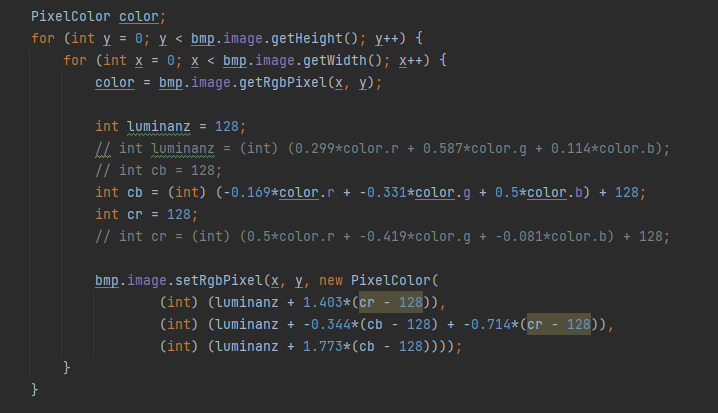 PixelColor color;
for (int y = 0; y < bmp.image.getHeight(); y++) {
    for (int x = 0; x < bmp.image.getWidth(); x++) {
        color = bmp.image.getRgbPixel(x, y);

        int luminanz = 128;
        // int luminanz = (int) (0.299*color.r + 0.587*color.g + 0.114*color.b);
        // int cb = 128;
        int cb = (int) (-0.169*color.r + -0.331*color.g + 0.5*color.b) + 128;
        int cr = 128;
        // int cr = (int) (0.5*color.r + -0.419*color.g + -0.081*color.b) + 128;

        bmp.image.setRgbPixel(x, y, new PixelColor(
                (int) (luminanz + 1.403*(cr - 128)),
                (int) (luminanz + -0.344*(cb - 128) + -0.714*(cr - 128)),
                (int) (luminanz + 1.773*(cb - 128))));
    }
}